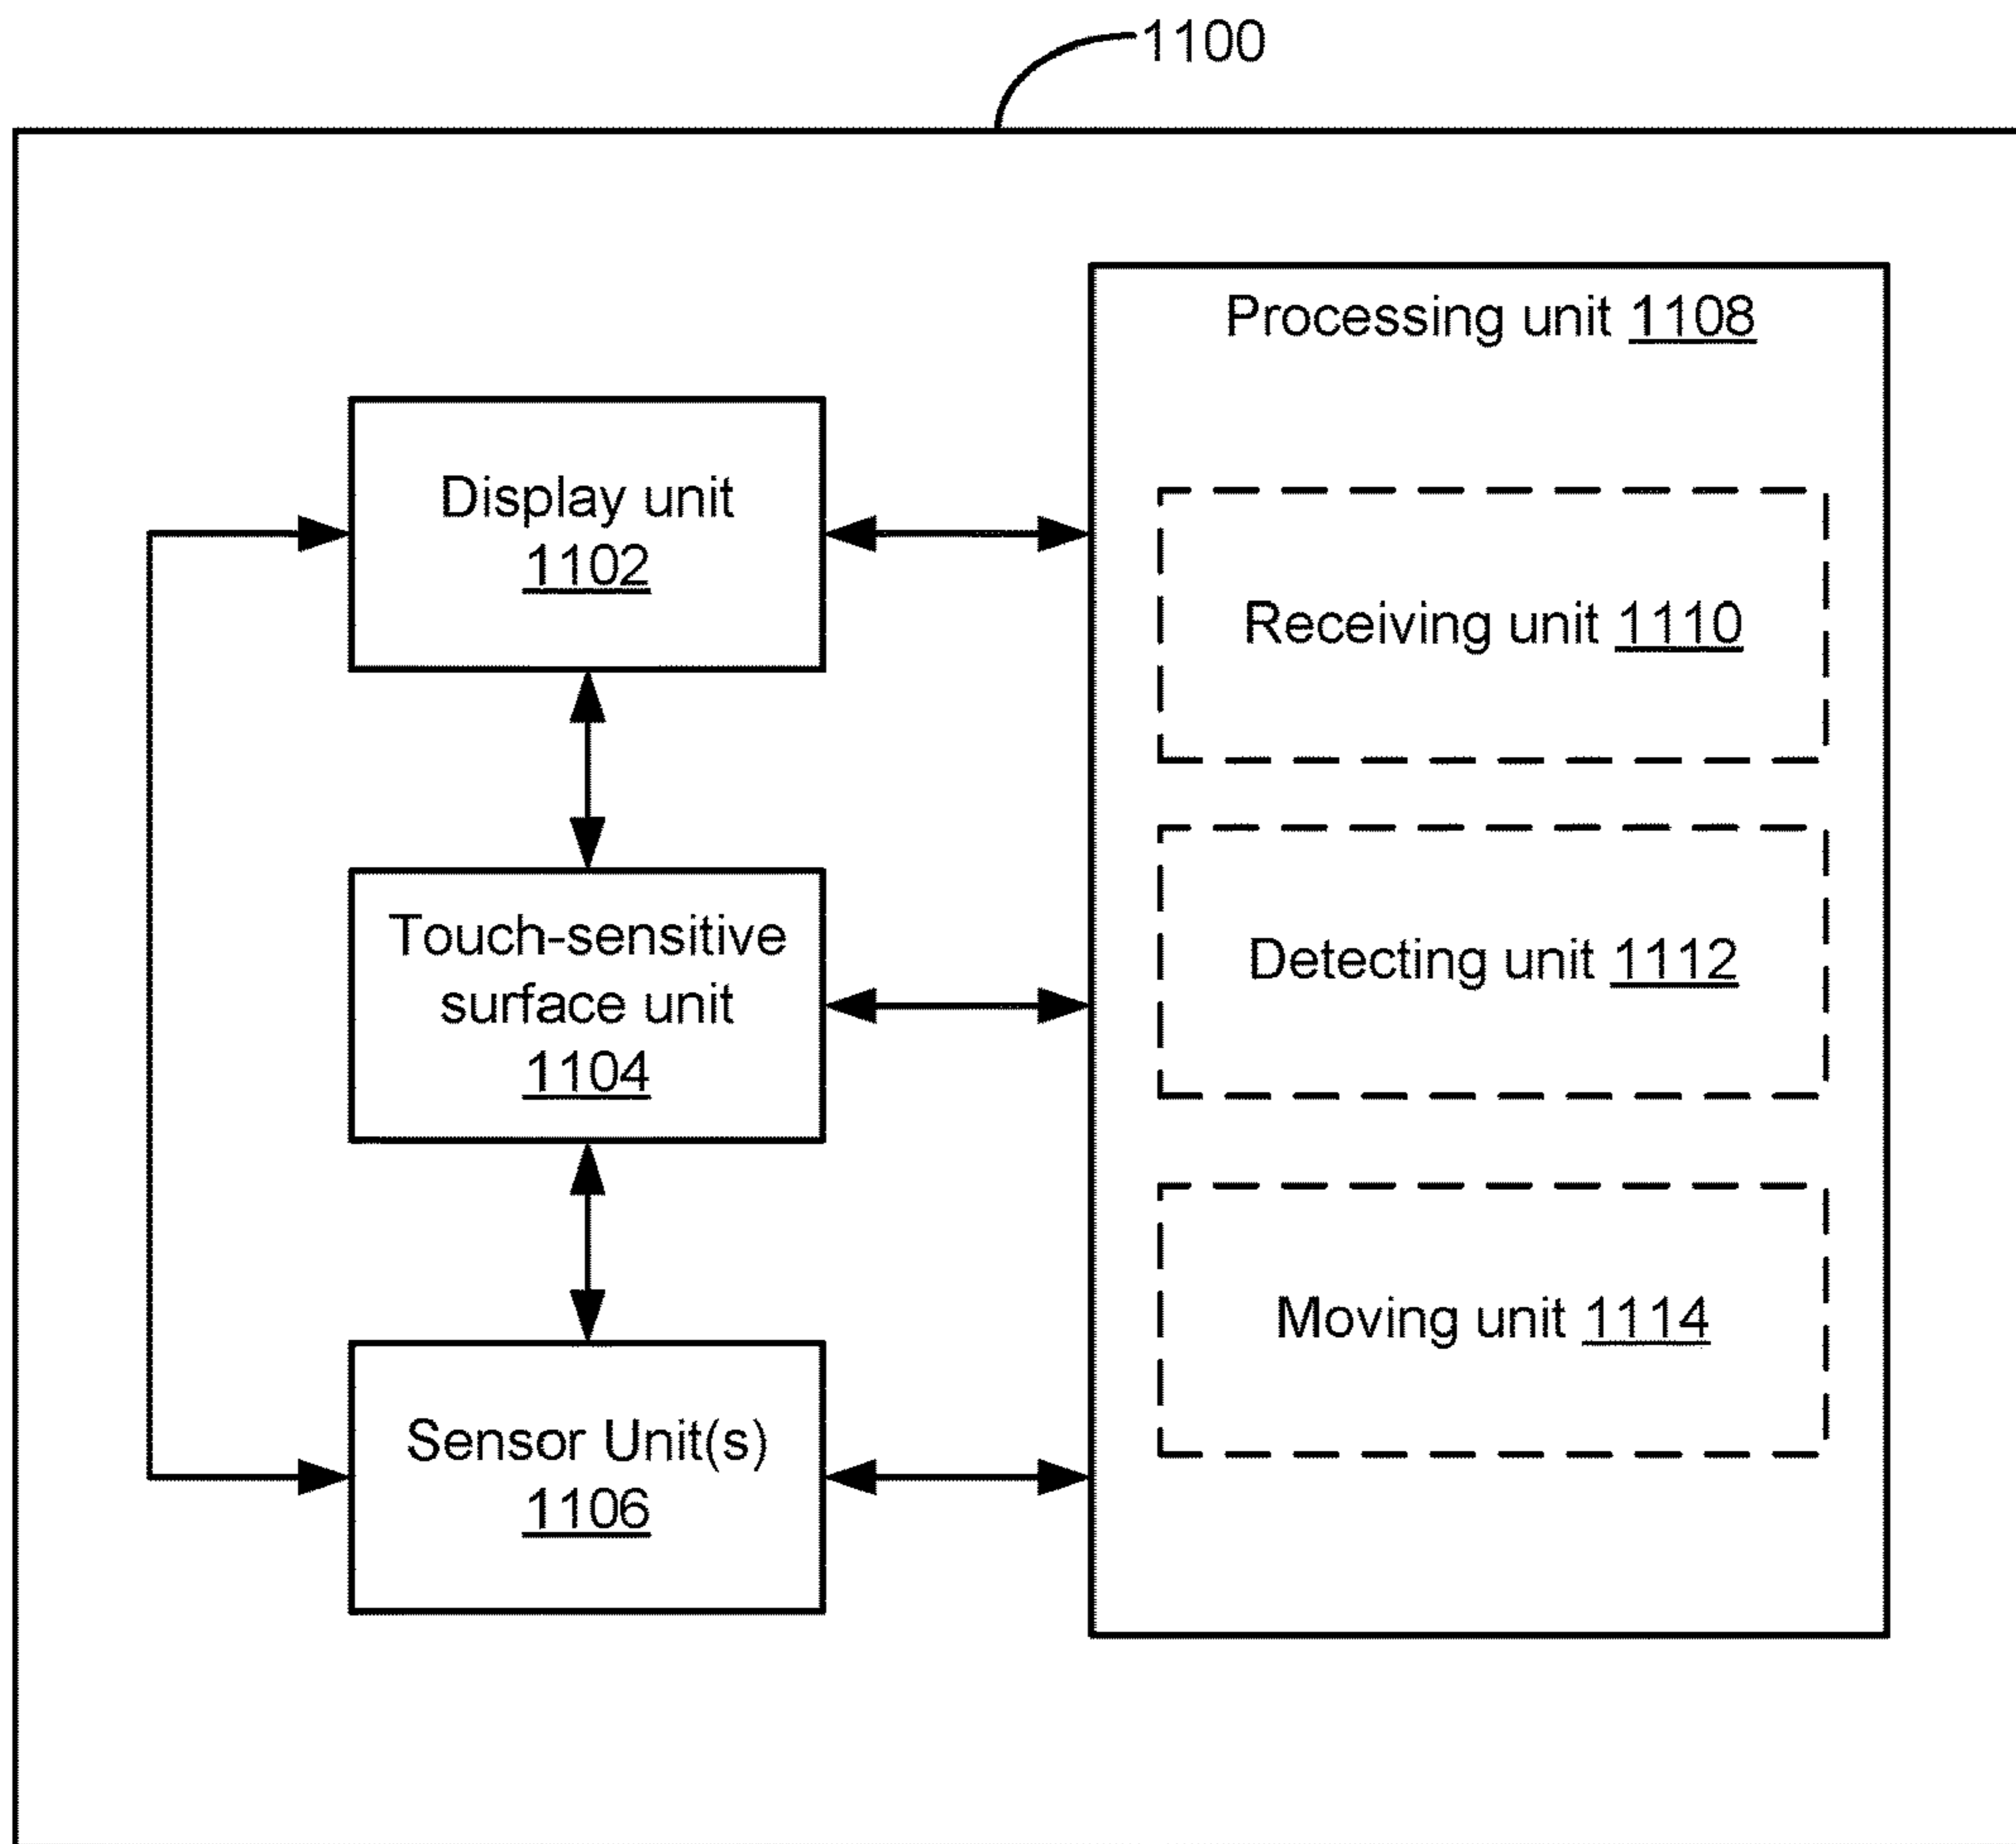 1100
Processing unit 1108
Display unit
1102
Receiving unit 1110
Touch-sensitive
surface unit
1104
Detecting unit 1112
Moving unit 1114
Sensor Unit(s)
1106